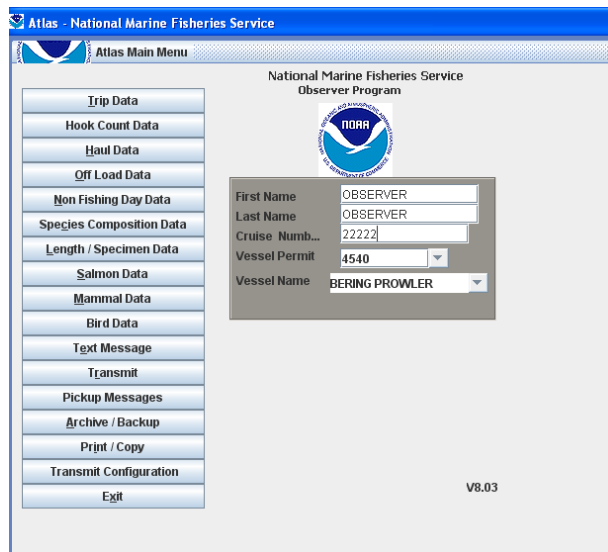 Atlas - National Marine Fisheries Service
Atlas Main Menu
National Marine Fisheries Service
Observer Program
NOAA
Trip Data
Hook Count Data
Haul Data
Off Load Data
Non Fishing Day Data
Species Composition Data
Length / Specimen Data
Salmon Data
Mammal Data
Bird Data
Text Message
Transmit
Pickup Messages
Archive / Backup
Print / Copy
Transmit Configuration
Exit
First Name OBSERVER
Last Name OBSERVER
Cruise Numb... 22222
Vessel Permit 4540
Vessel Name BERING PROWLER
V8.03